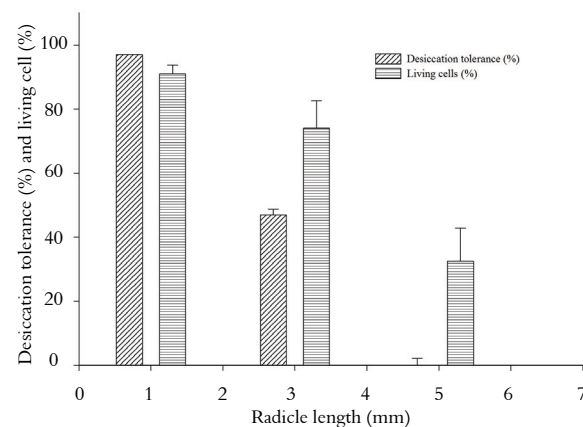 Desiccation tolerance (%) and living cell (%)
100
80
60
40
20
0
Desiccation tolerance (%)
Living cells (%)
0 1 2 3 4 5 6 7
Radicle length (mm)